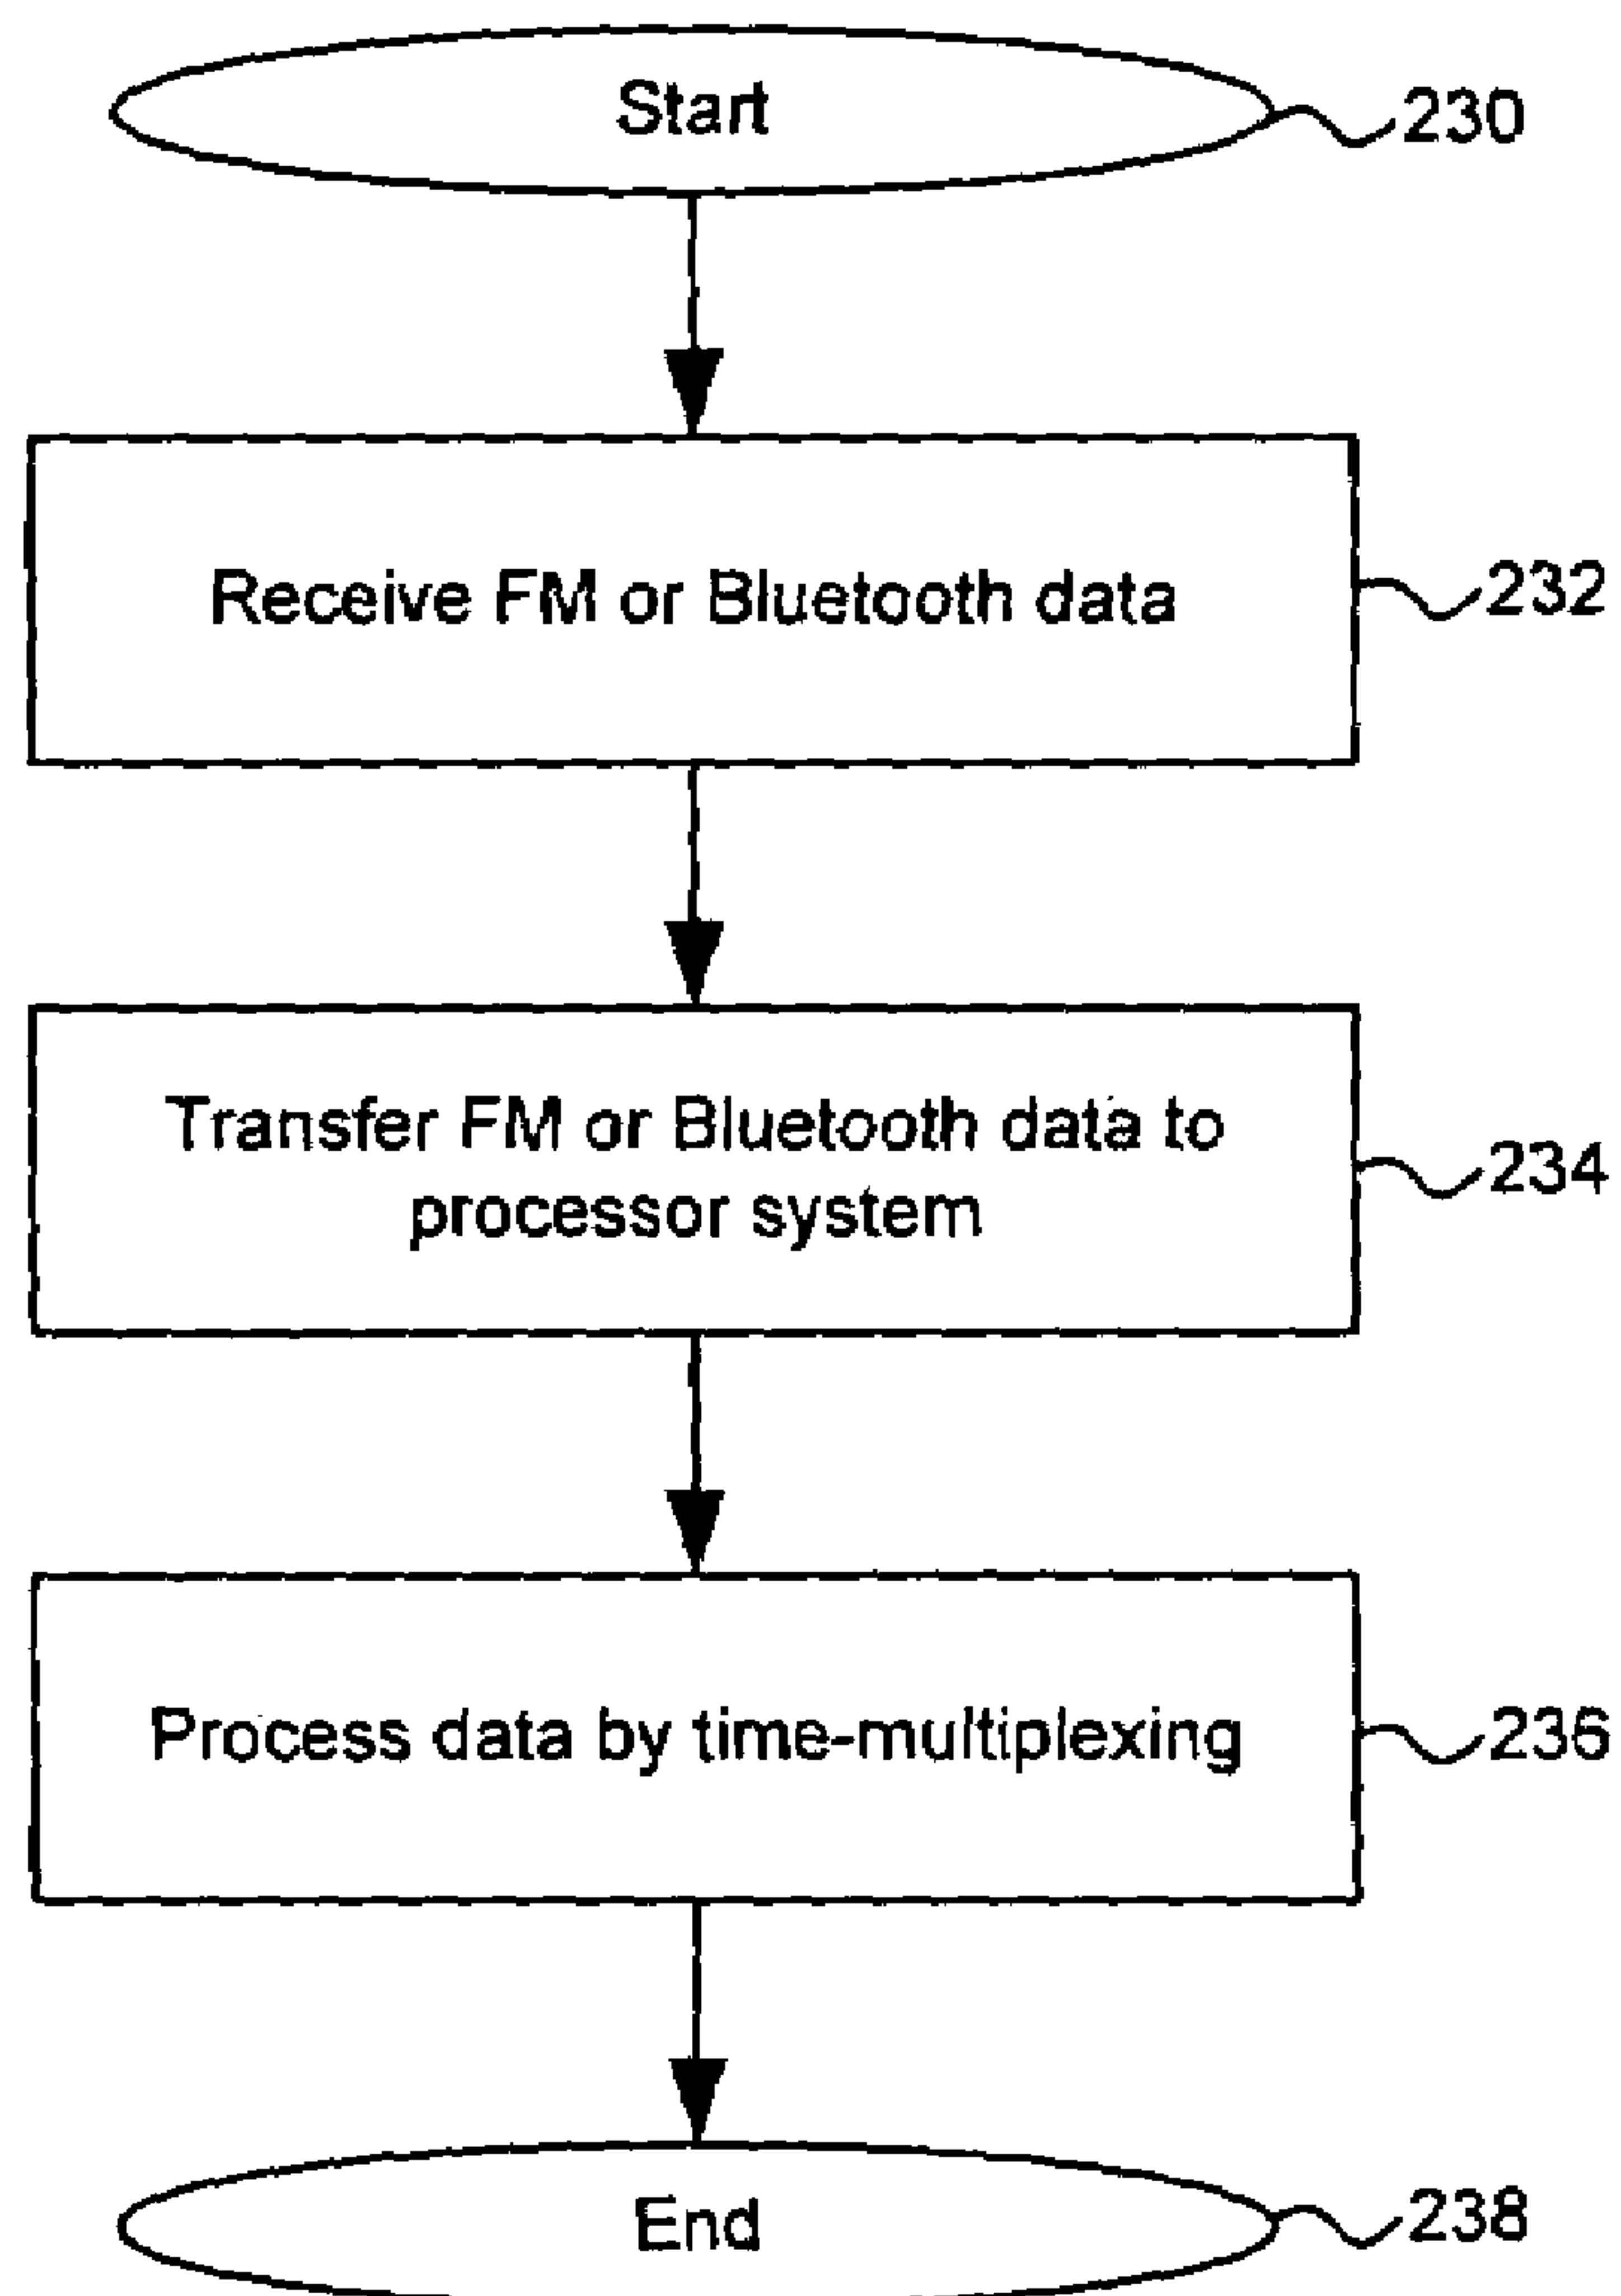 Start
230
Receive FM or Bluetooth data
232
Transfer FM or Bluetooth data to
processor system
234
Process data by time-multiplexing
236
End
238